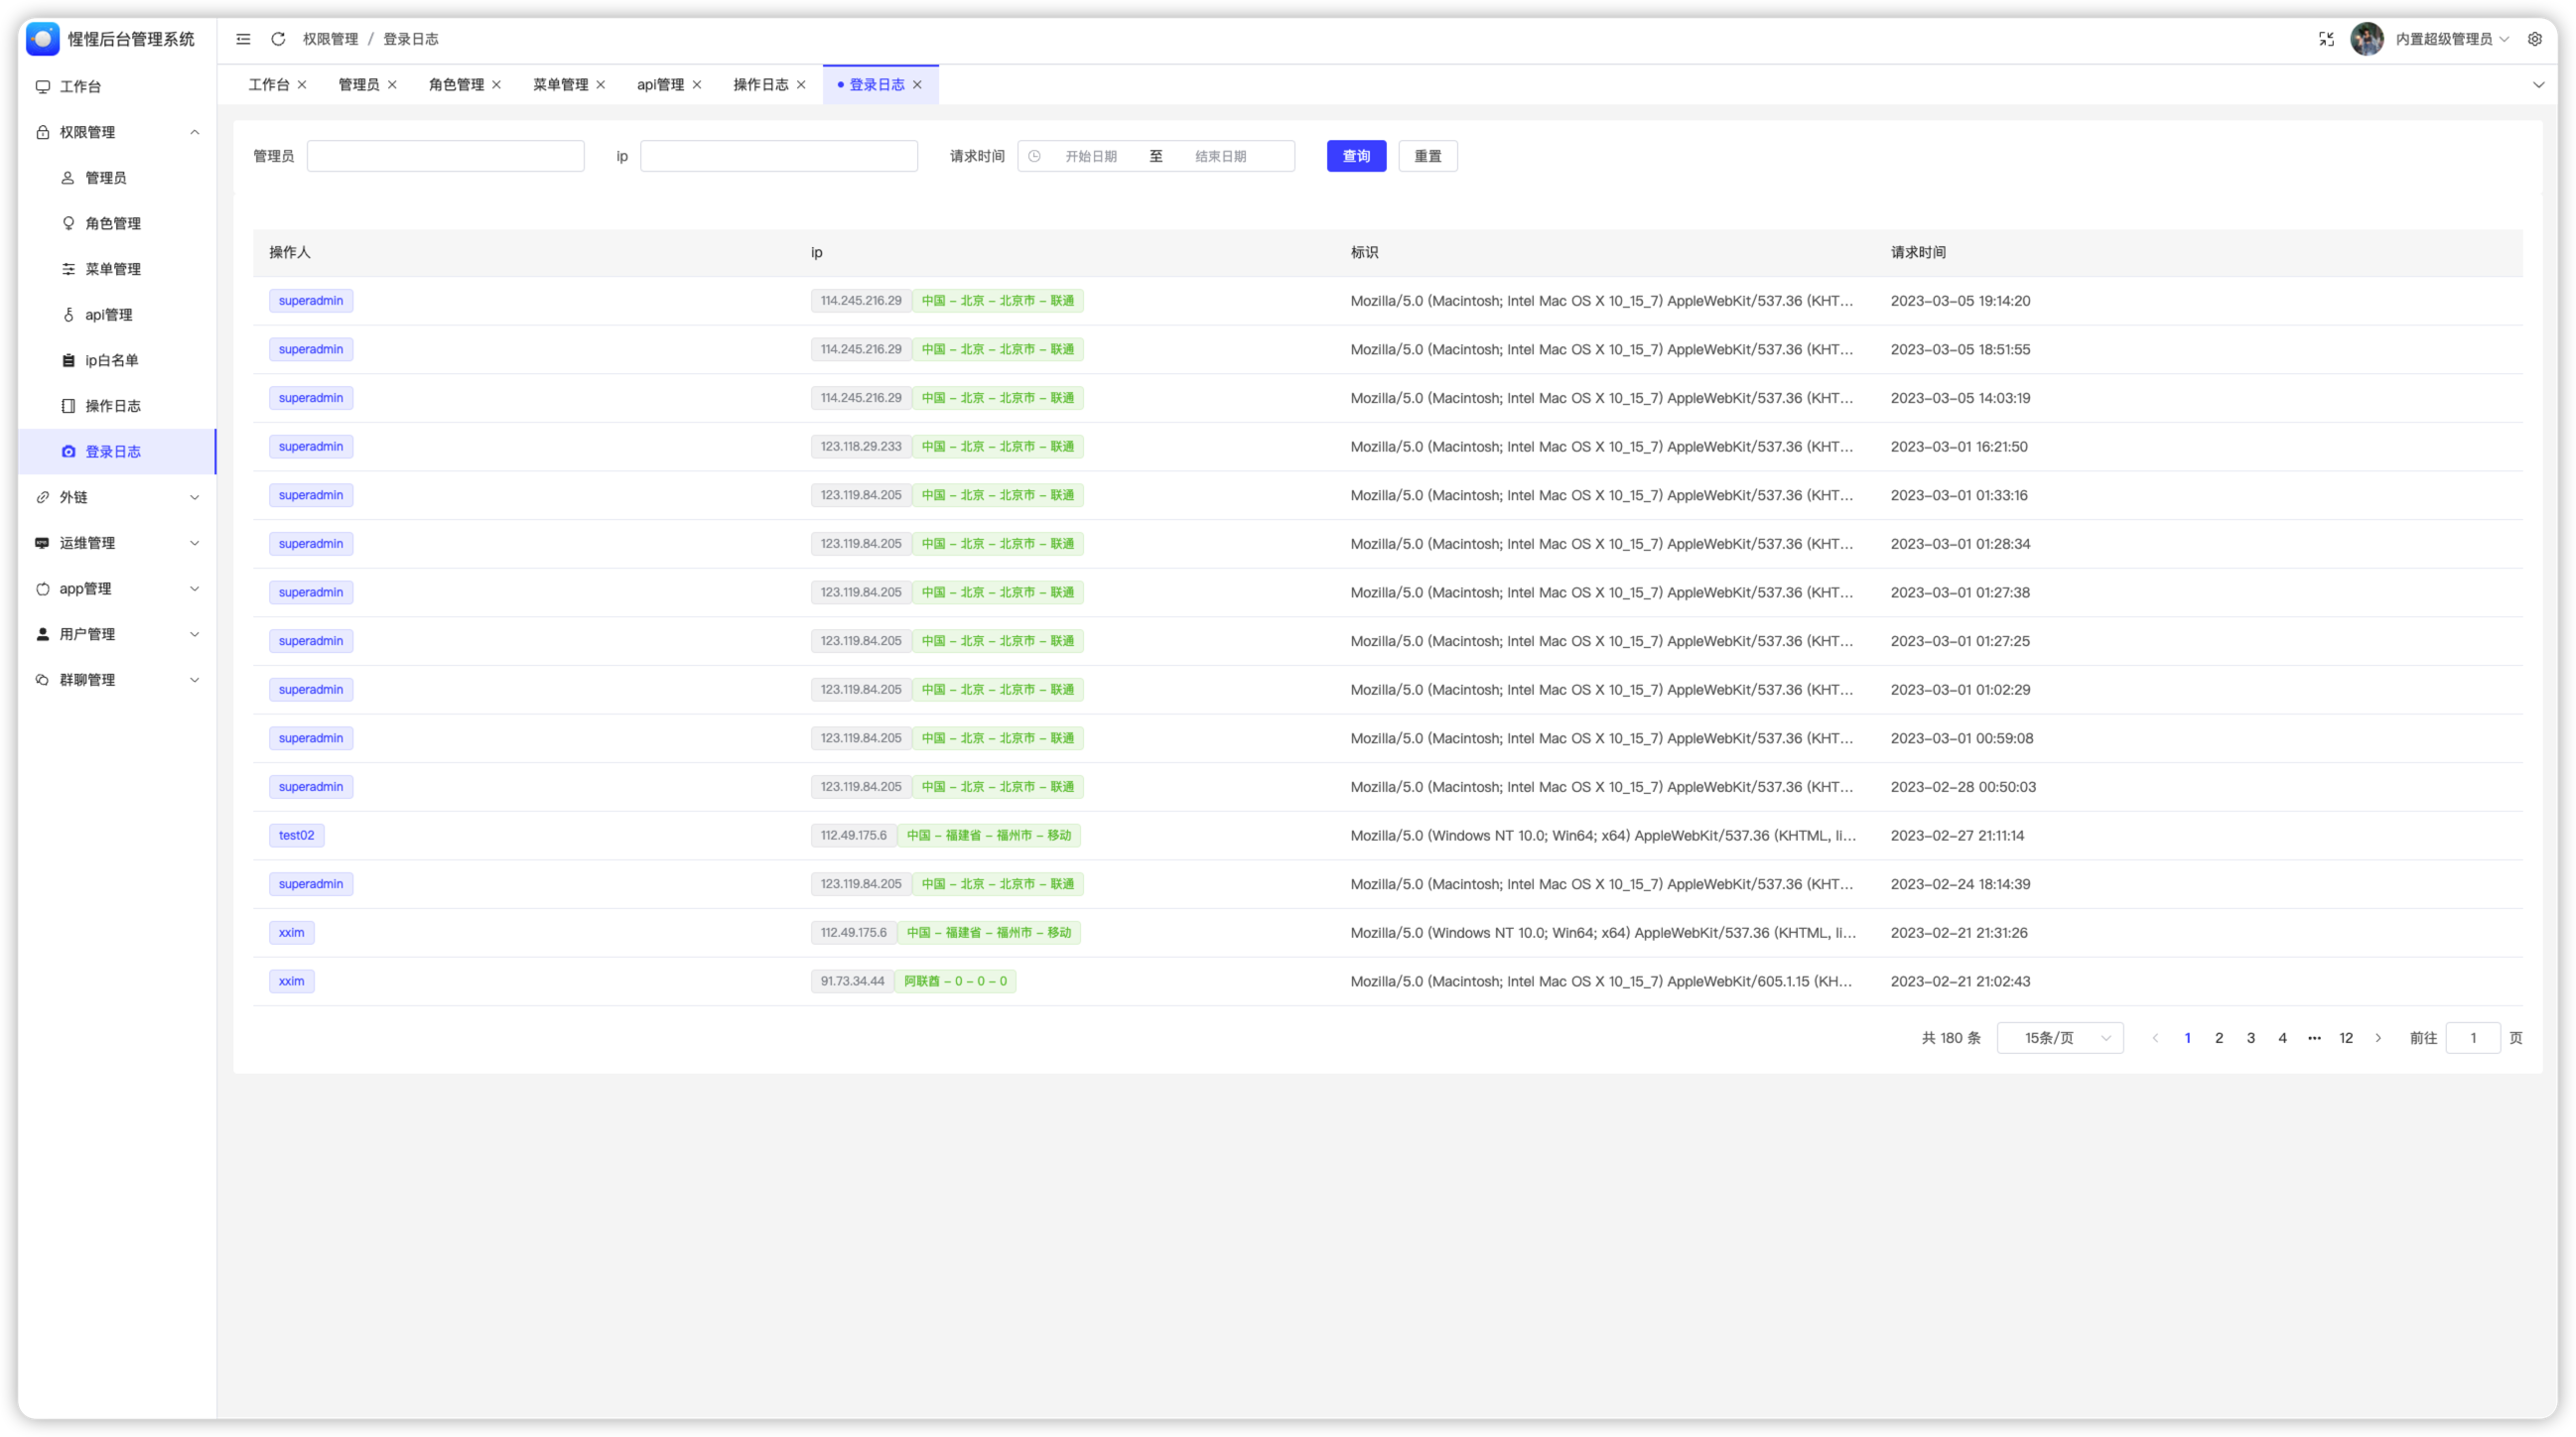 惺惺后台管理系统
权限管理 / 登录日志
内置超级管理员
工作台
权限管理
管理员
角色管理
菜单管理
api管理
ip白名单
操作日志
登录日志
外链
运维管理
app管理
用户管理
群聊管理
工作台 管理员 角色管理 菜单管理 api管理 操作日志 登录日志
管理员 ip 请求时间 开始日期 至 结束日期 查询 重置
操作人 ip 标识 请求时间
superadmin 114.245.216.29 中国 – 北京 – 北京市 – 联通 Mozilla/5.0 (Macintosh; Intel Mac OS X 10_15_7) AppleWebKit/537.36 (KHT... 2023-03-05 19:14:20
superadmin 114.245.216.29 中国 – 北京 – 北京市 – 联通 Mozilla/5.0 (Macintosh; Intel Mac OS X 10_15_7) AppleWebKit/537.36 (KHT... 2023-03-05 18:51:55
superadmin 114.245.216.29 中国 – 北京 – 北京市 – 联通 Mozilla/5.0 (Macintosh; Intel Mac OS X 10_15_7) AppleWebKit/537.36 (KHT... 2023-03-05 14:03:19
superadmin 123.118.29.233 中国 – 北京 – 北京市 – 联通 Mozilla/5.0 (Macintosh; Intel Mac OS X 10_15_7) AppleWebKit/537.36 (KHT... 2023-03-01 16:21:50
superadmin 123.119.84.205 中国 – 北京 – 北京市 – 联通 Mozilla/5.0 (Macintosh; Intel Mac OS X 10_15_7) AppleWebKit/537.36 (KHT... 2023-03-01 01:33:16
superadmin 123.119.84.205 中国 – 北京 – 北京市 – 联通 Mozilla/5.0 (Macintosh; Intel Mac OS X 10_15_7) AppleWebKit/537.36 (KHT... 2023-03-01 01:28:34
superadmin 123.119.84.205 中国 – 北京 – 北京市 – 联通 Mozilla/5.0 (Macintosh; Intel Mac OS X 10_15_7) AppleWebKit/537.36 (KHT... 2023-03-01 01:27:38
superadmin 123.119.84.205 中国 – 北京 – 北京市 – 联通 Mozilla/5.0 (Macintosh; Intel Mac OS X 10_15_7) AppleWebKit/537.36 (KHT... 2023-03-01 01:27:25
superadmin 123.119.84.205 中国 – 北京 – 北京市 – 联通 Mozilla/5.0 (Macintosh; Intel Mac OS X 10_15_7) AppleWebKit/537.36 (KHT... 2023-03-01 01:02:29
superadmin 123.119.84.205 中国 – 北京 – 北京市 – 联通 Mozilla/5.0 (Macintosh; Intel Mac OS X 10_15_7) AppleWebKit/537.36 (KHT... 2023-03-01 00:59:08
superadmin 123.119.84.205 中国 – 北京 – 北京市 – 联通 Mozilla/5.0 (Macintosh; Intel Mac OS X 10_15_7) AppleWebKit/537.36 (KHT... 2023-02-28 00:50:03
test02 112.49.175.6 中国 – 福建省 – 福州市 – 移动 Mozilla/5.0 (Windows NT 10.0; Win64; x64) AppleWebKit/537.36 (KHTML, li... 2023-02-27 21:11:14
superadmin 123.119.84.205 中国 – 北京 – 北京市 – 联通 Mozilla/5.0 (Macintosh; Intel Mac OS X 10_15_7) AppleWebKit/537.36 (KHT... 2023-02-24 18:14:39
xxim 112.49.175.6 中国 – 福建省 – 福州市 – 移动 Mozilla/5.0 (Windows NT 10.0; Win64; x64) AppleWebKit/537.36 (KHTML, li... 2023-02-21 21:31:26
xxim 91.73.34.44 阿联酋 – 0 – 0 – 0 Mozilla/5.0 (Macintosh; Intel Mac OS X 10_15_7) AppleWebKit/605.1.15 (KH... 2023-02-21 21:02:43
共 180 条 15条/页 1 2 3 4 ••• 12 前往 1 页